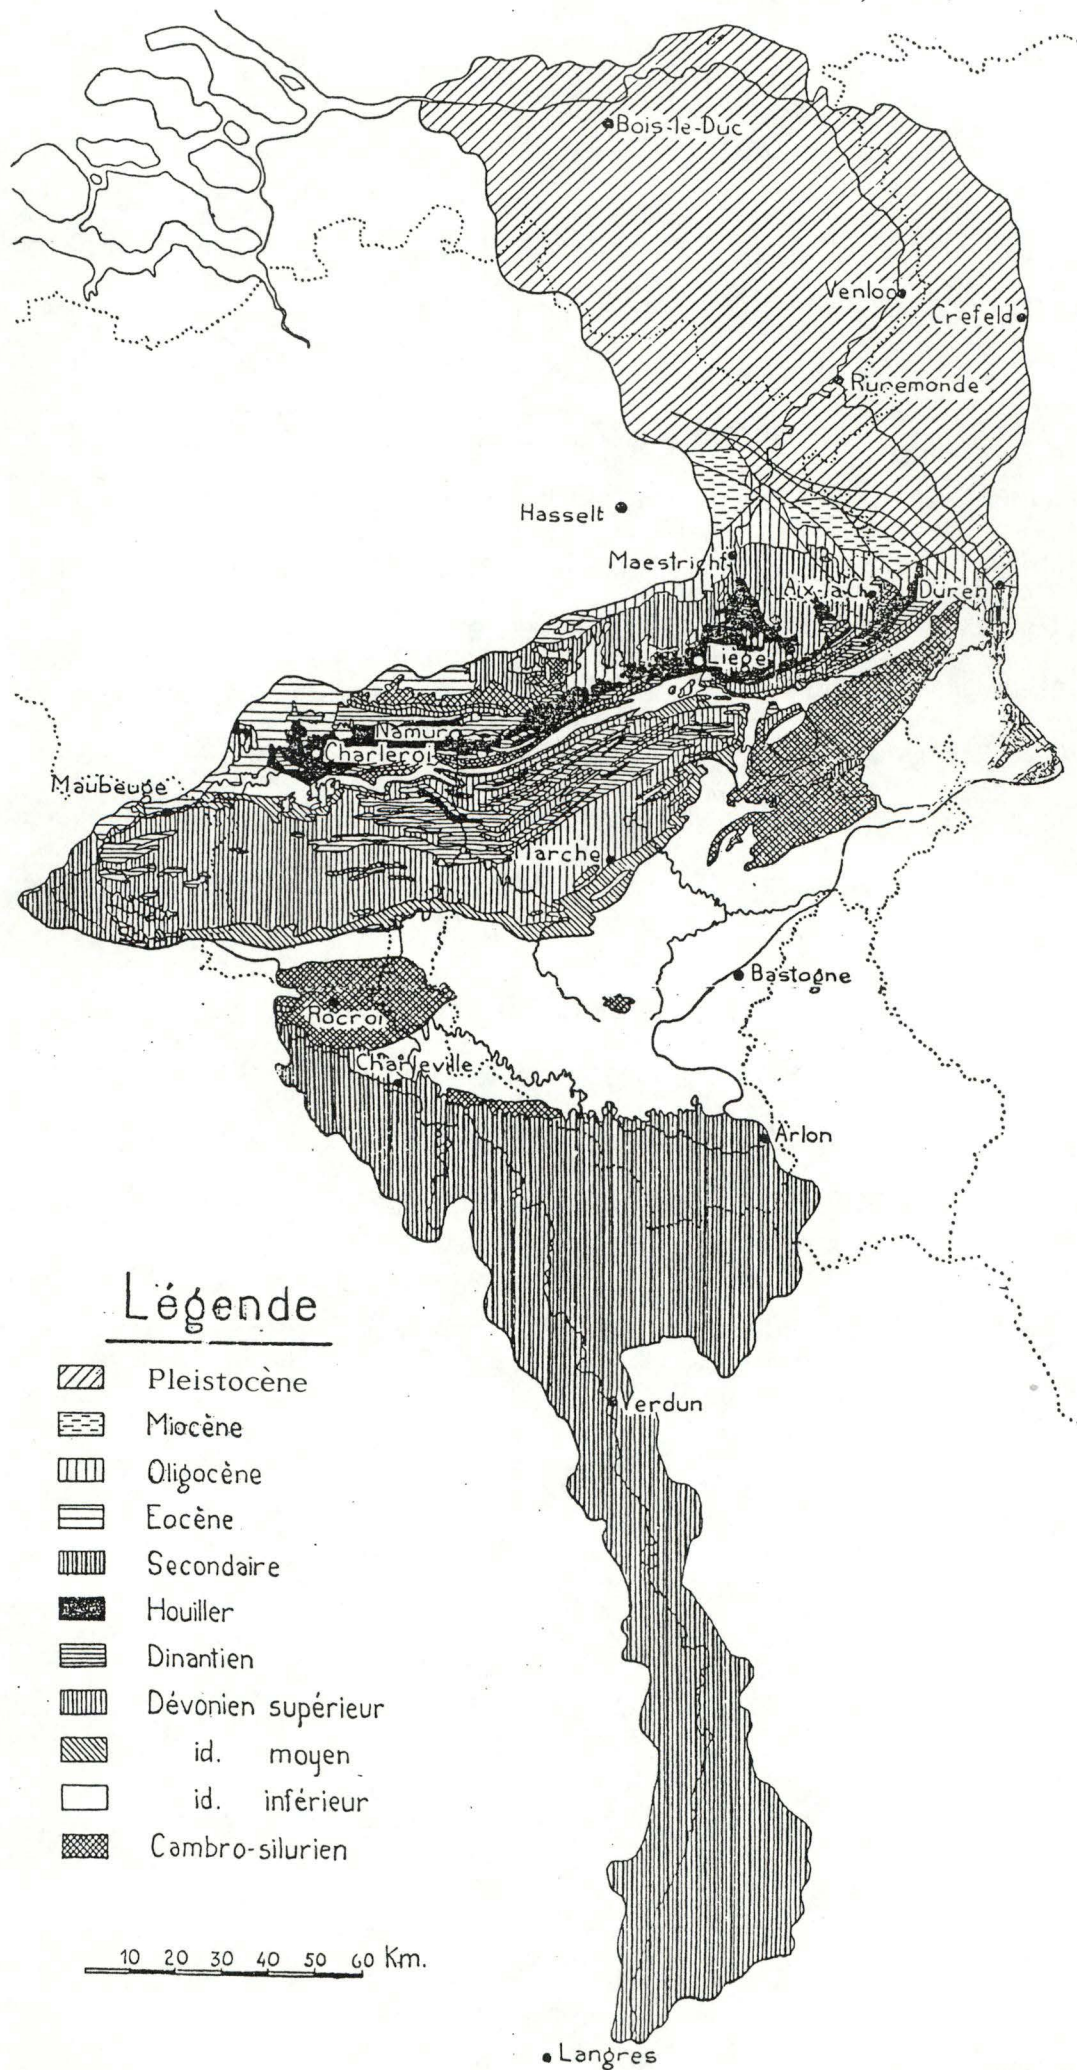 Bois-le-Duc
Venloo
Crefeld
Ruremonde
Hasselt
Maestricht
Aix-la-Ch.
Düren
Liège
Namur
Charleroi
Maubeuge
Marche
Bastogne
Rocroi
Charleville
Arlon
Légende
Verdun
Pleistocène
Miocène
Oligocène
Eocène
Secondaire
Houiller
Dinantien
Dévonien supérieur
id. moyen
id. inférieur
Cambro-silurien
10 20 30 40 50 60 Km.
Langres